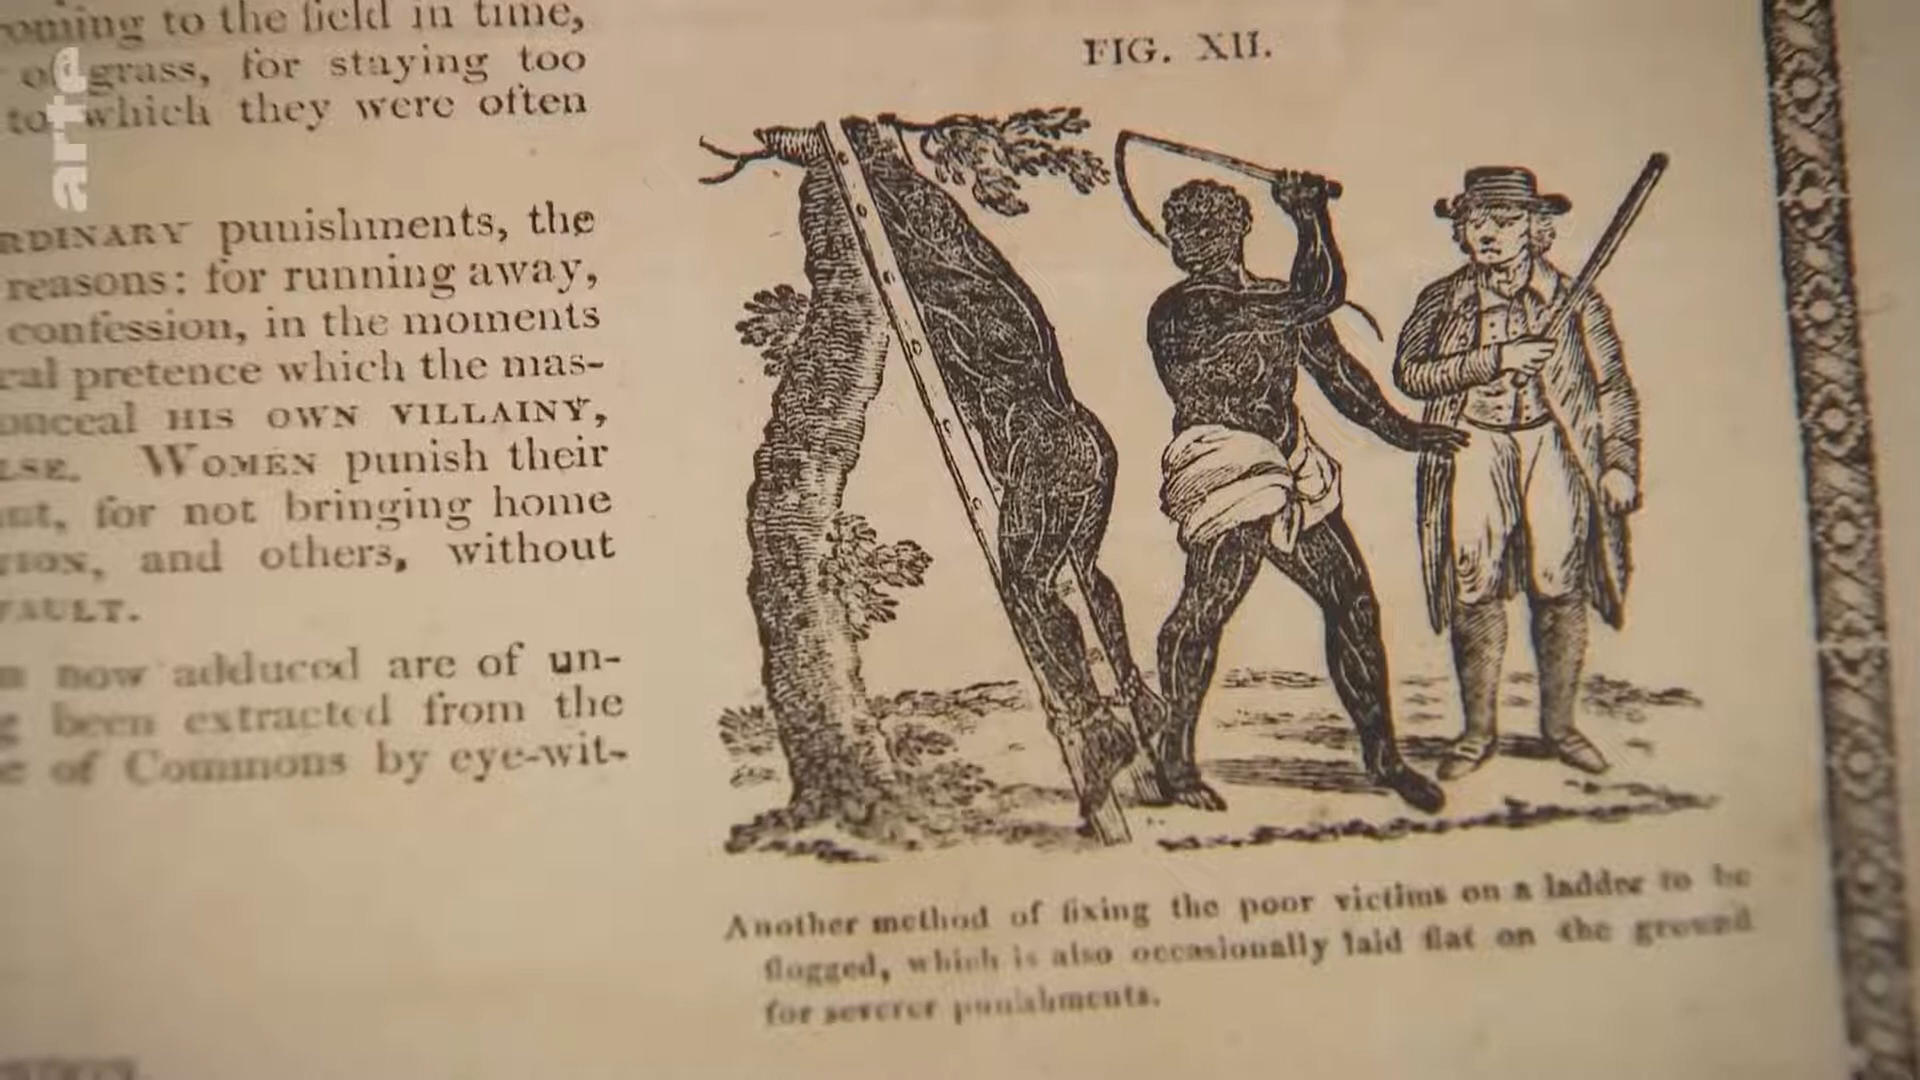 coming to the field in time,
of grass, for staying too
to which they were often
RDINARY punishments, the
reasons: for running away,
confession, in the moments
cal pretence which the mas-
onceal HIS OWN VILLAINY,
LSE. WOMEN punish their
nt, for not bringing home
and others, without
FAULT.
now adduced are of un-
been extracted from the
of Commons by eye-wit-
arte
FIG. XII.
Another method of fixing the poor victims on a ladder to be
flogged, which is also occasionally laid flat on the ground
for severer punishments.